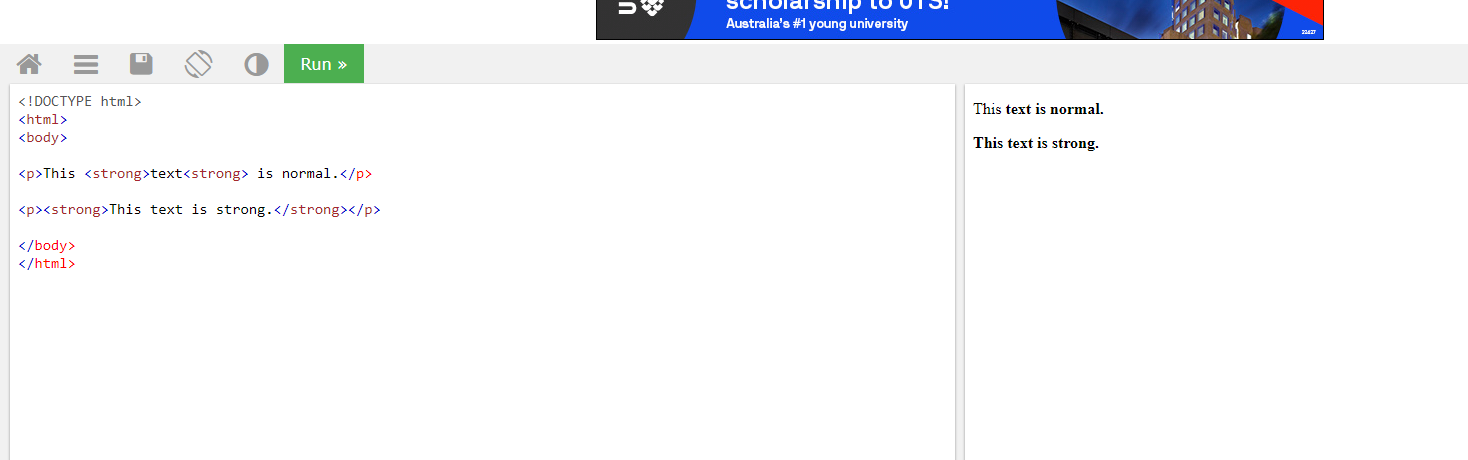 scholarship to UTS!
Australia's #1 young university
22427
Run »
<!DOCTYPE html>
<html>
<body>
<p>This <strong>text<strong> is normal.</p>
<p><strong>This text is strong.</strong></p>
</body>
</html>
This text is normal.
This text is strong.